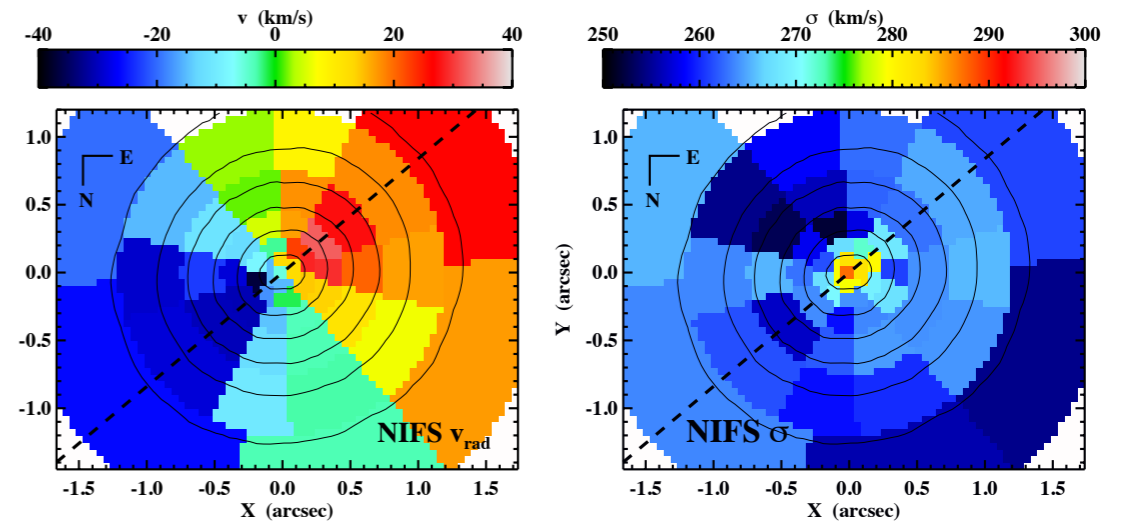 v (km/s)
-40 -20 0 20 40
σ (km/s)
250 260 270 280 290 300
1.0
0.5
0.0
-0.5
-1.0
E
N
NIFS vrad
-1.5 -1.0 -0.5 0.0 0.5 1.0 1.5
X (arcsec)
Y (arcsec)
1.0
0.5
0.0
-0.5
-1.0
E
N
NIFS σ
-1.5 -1.0 -0.5 0.0 0.5 1.0 1.5
X (arcsec)